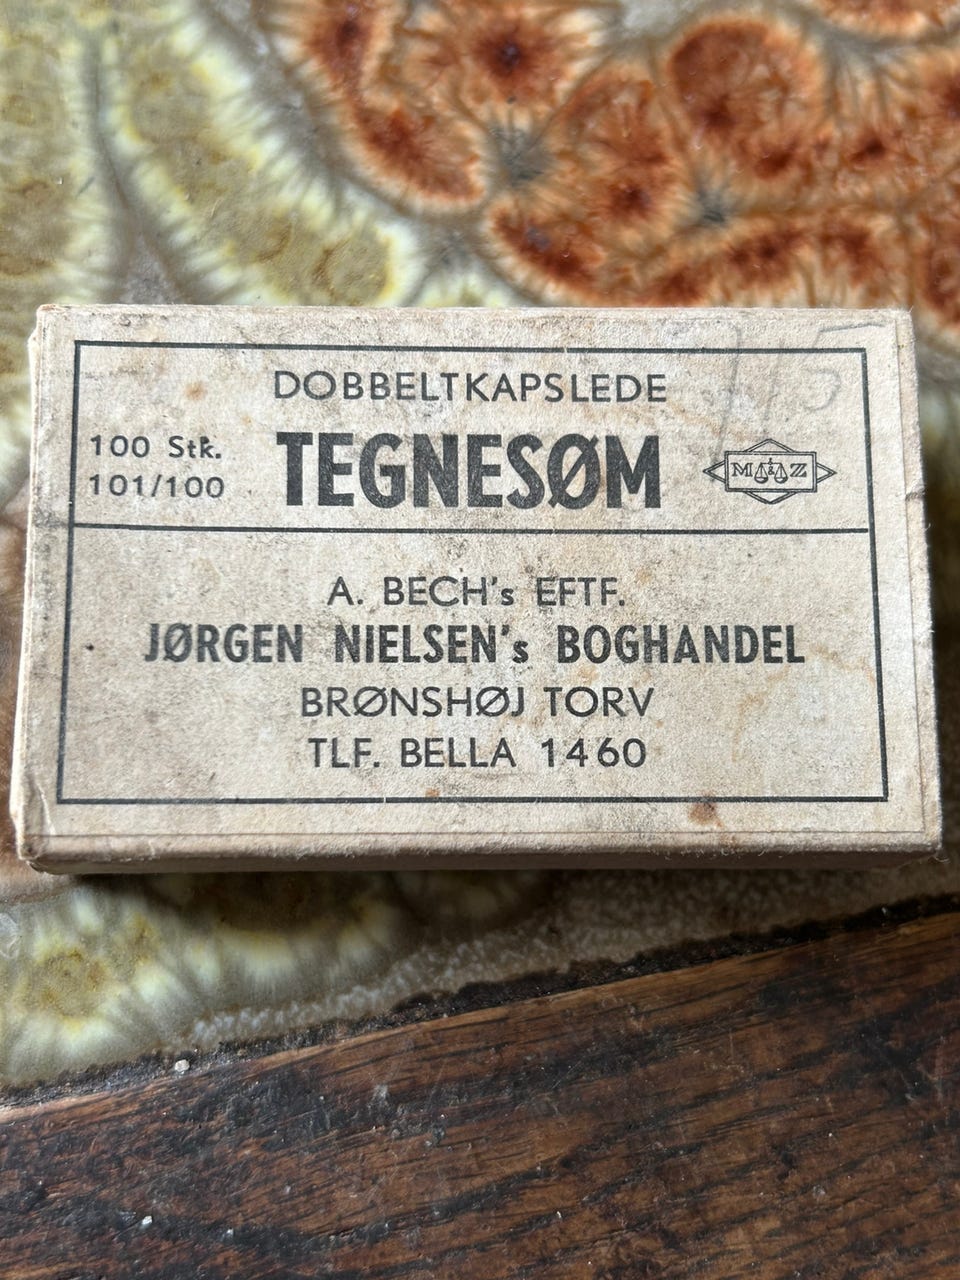 DOBBELTKAPSLEDE
100 Stk.
101/100
TEGNESØM
M Z
A. BECH's EFTF.
JØRGEN NIELSEN's BOGHANDEL
BRØNSHØJ TORV
TLF. BELLA 1460